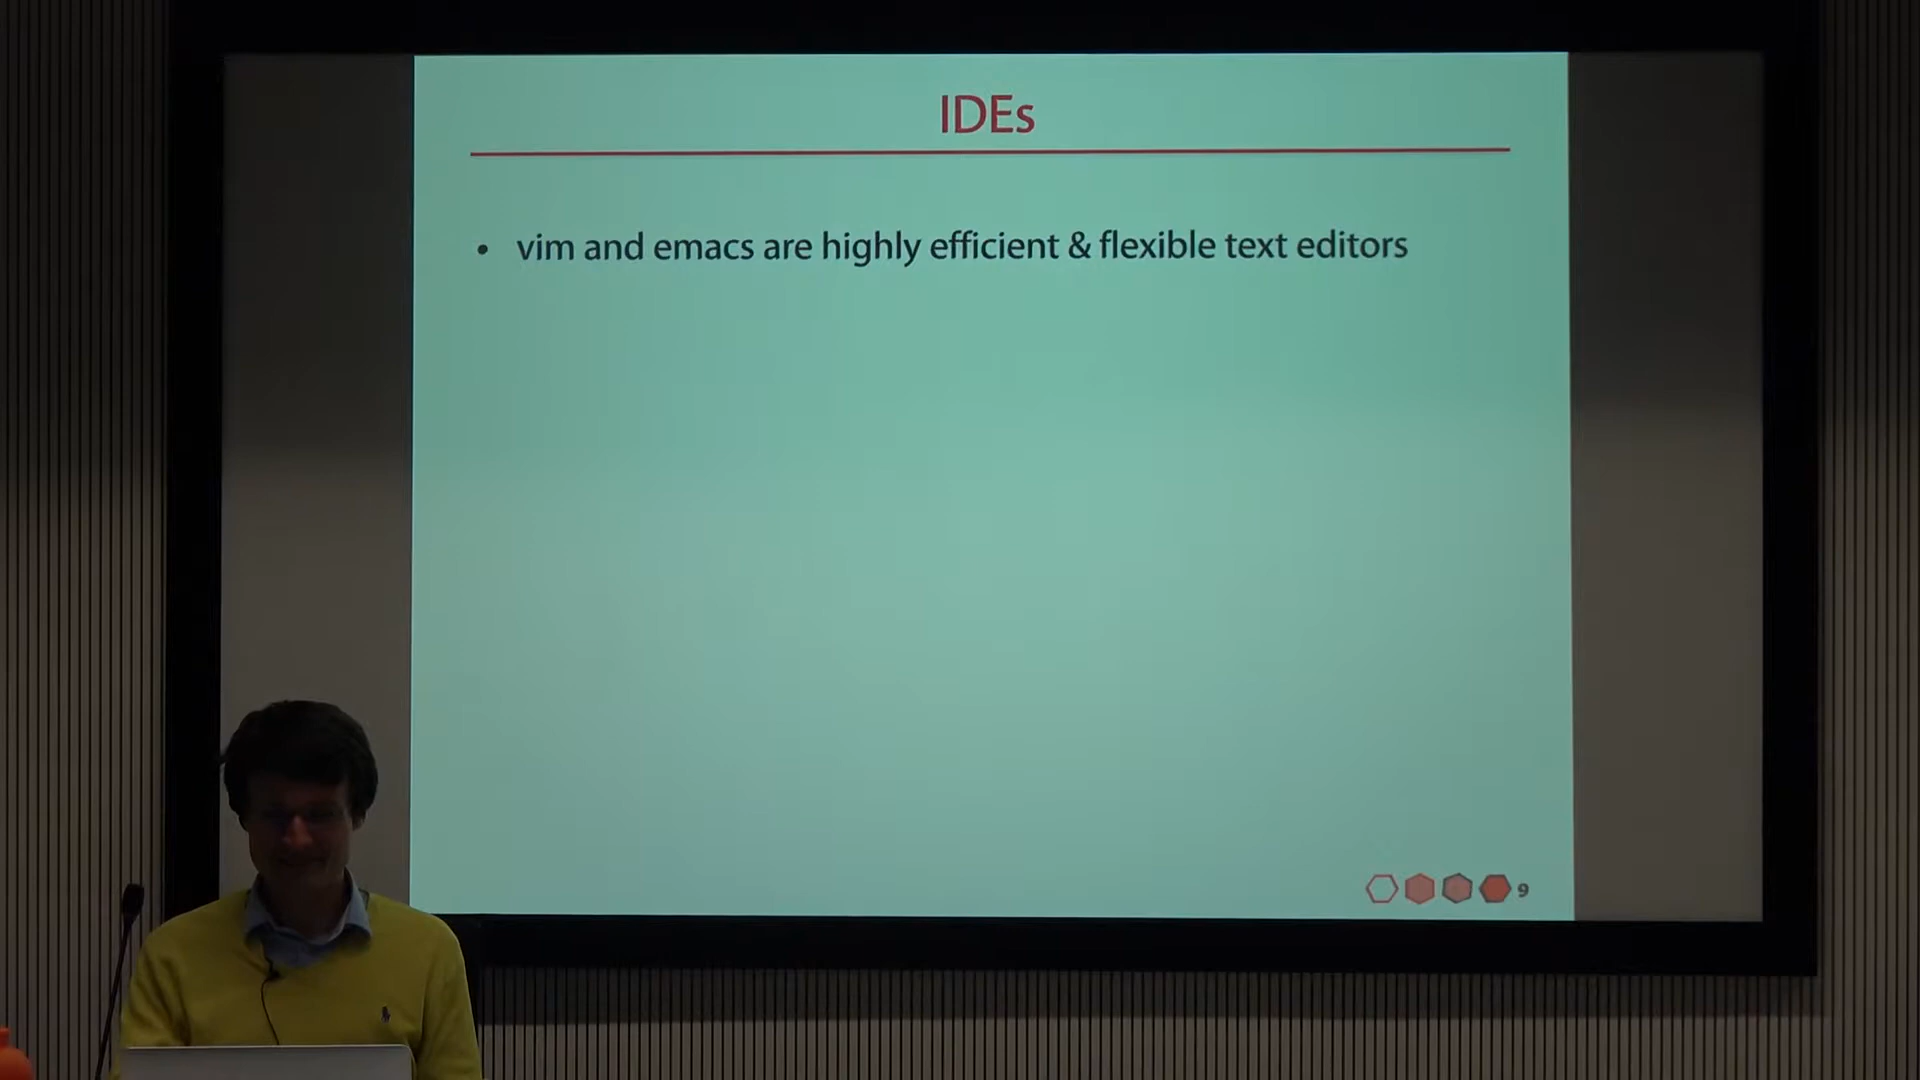 IDEs
• vim and emacs are highly efficient & flexible text editors
9